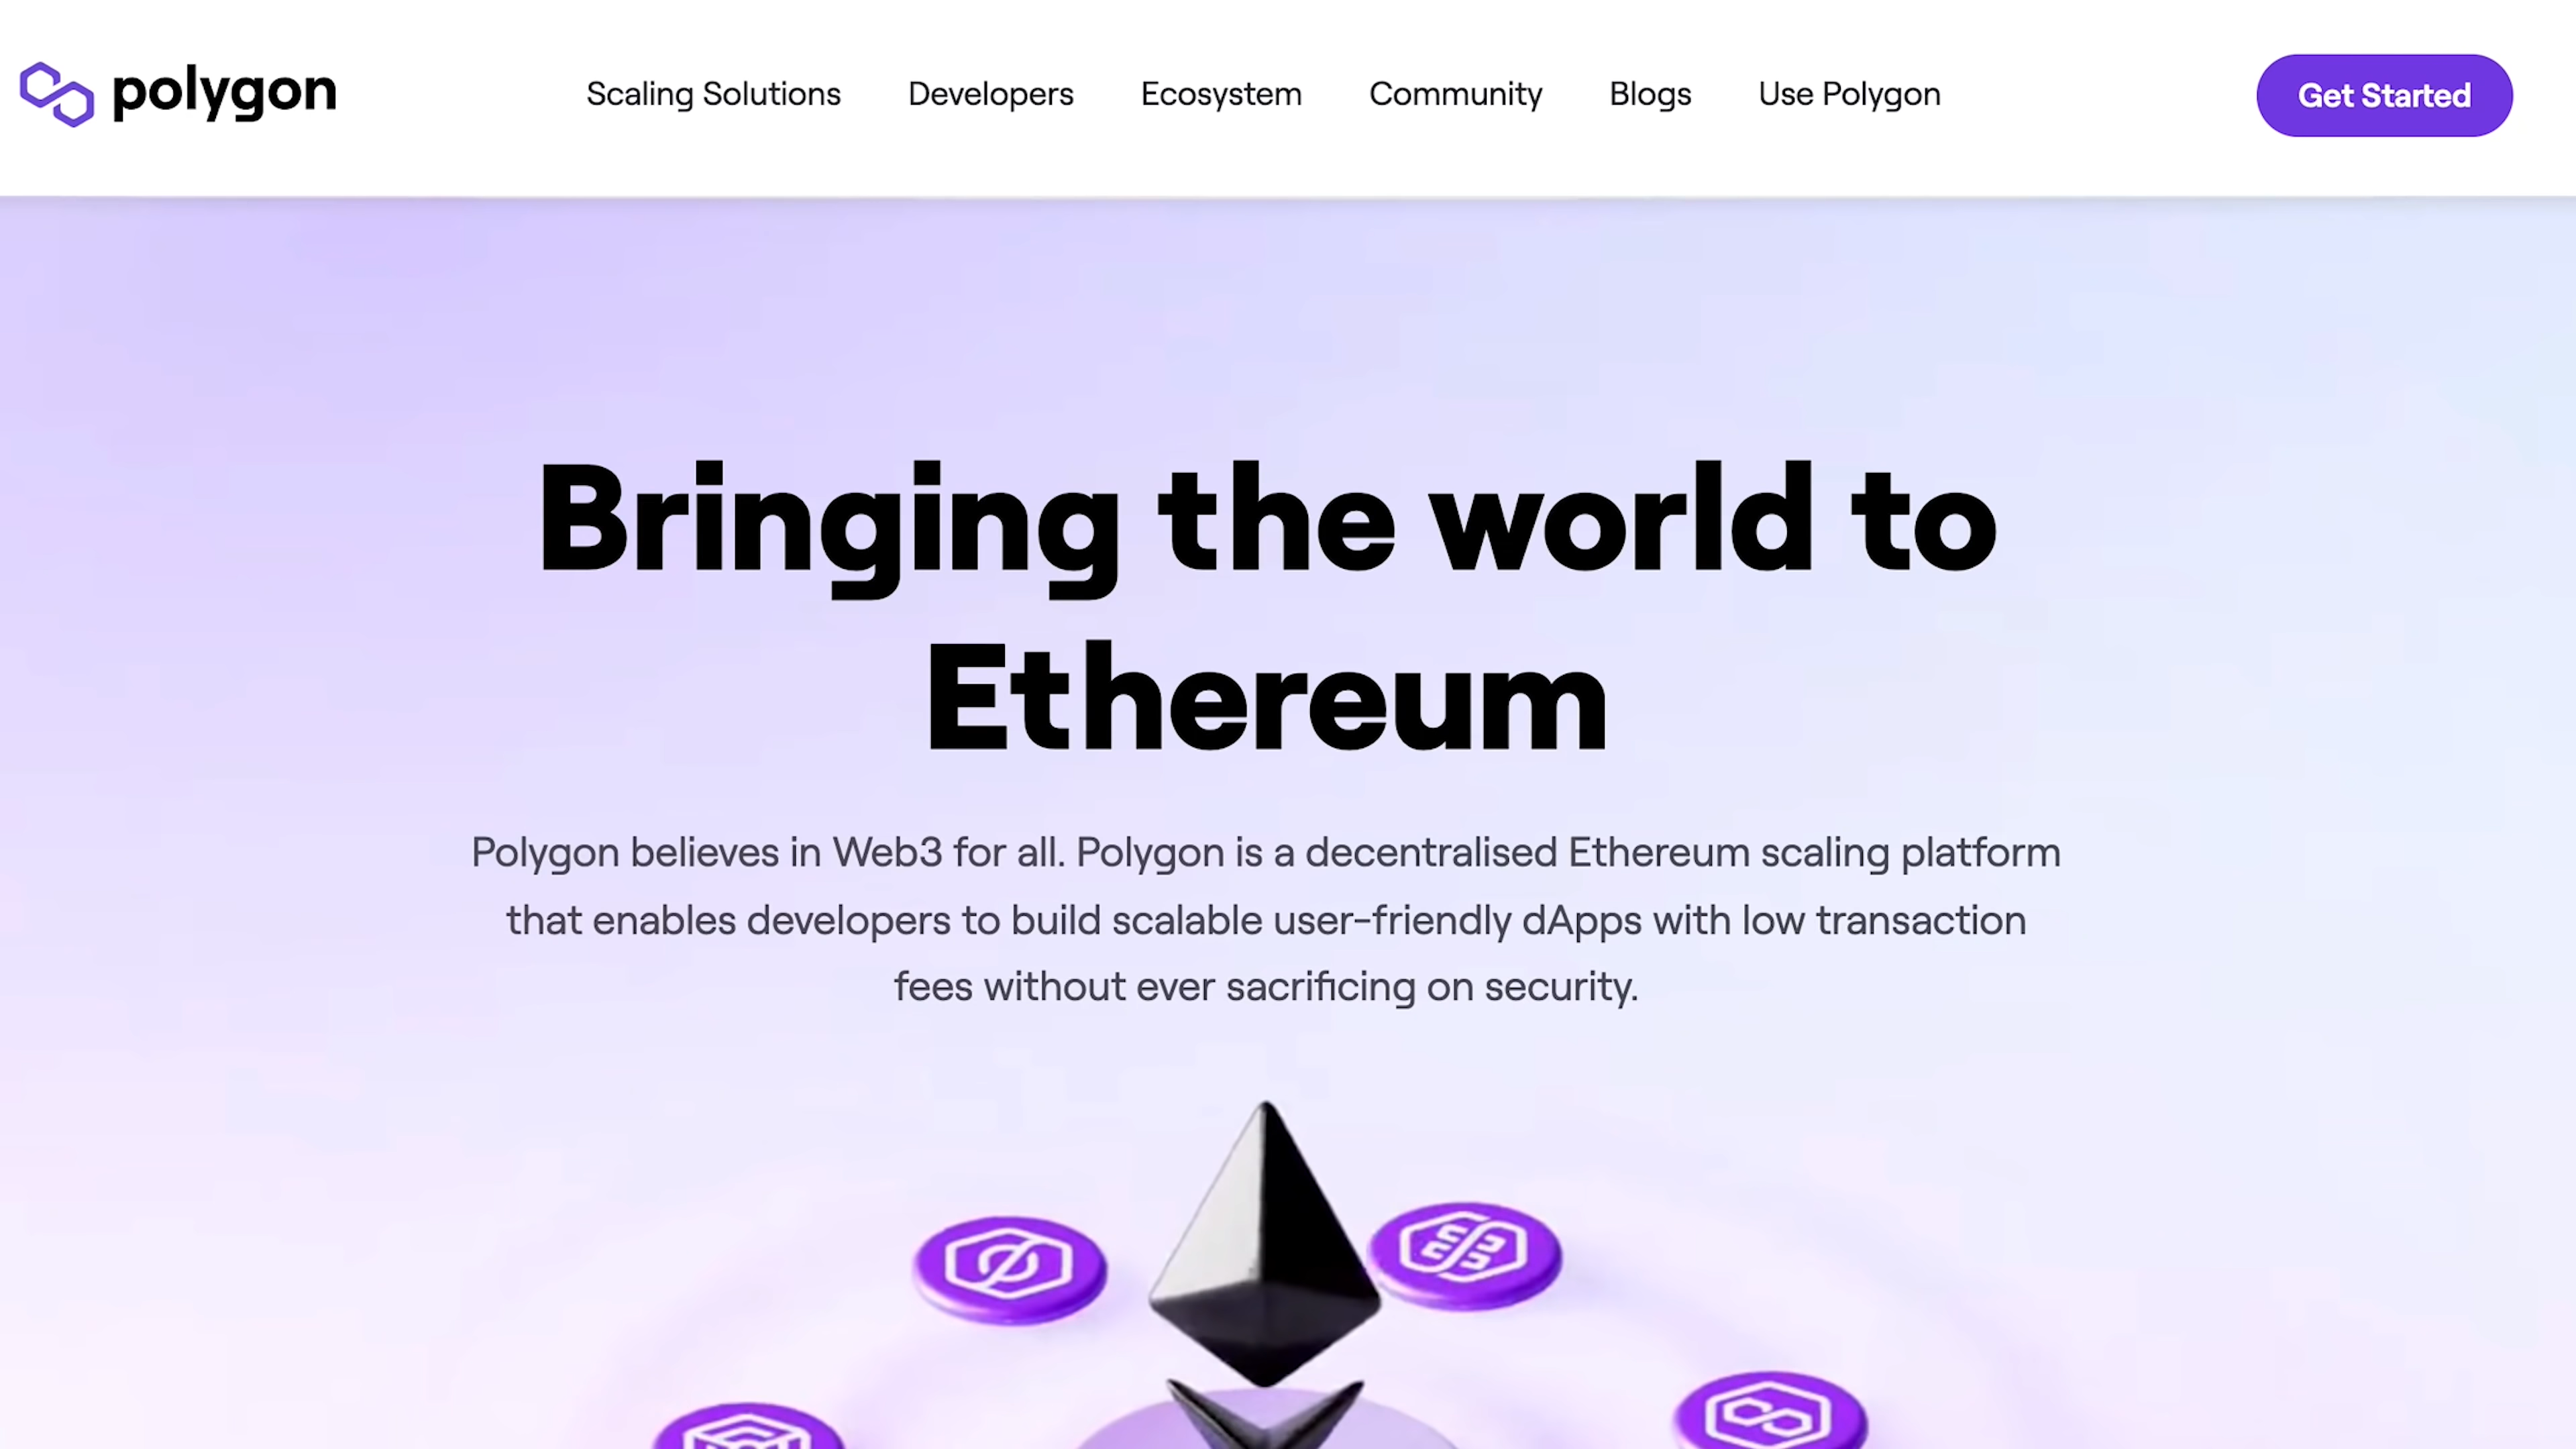 polygon
Scaling Solutions
Developers
Ecosystem
Community
Blogs
Use Polygon
Get Started
Bringing the world to
Ethereum
Polygon believes in Web3 for all. Polygon is a decentralised Ethereum scaling platform
that enables developers to build scalable user-friendly dApps with low transaction
fees without ever sacrificing on security.